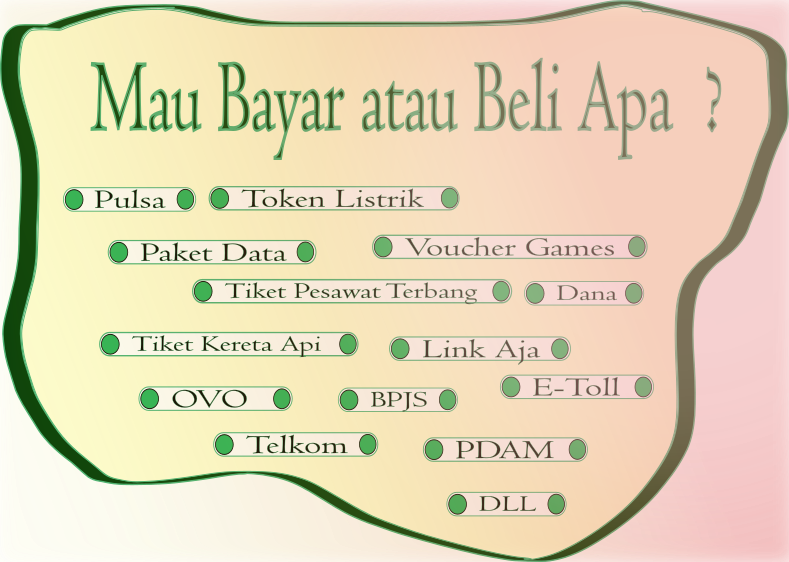 Mau Bayar atau Beli Apa ?
Pulsa
Token Listrik
Paket Data
Voucher Games
Tiket Pesawat Terbang
Dana
Tiket Kereta Api
Link Aja
E-Toll
OVO
BPJS
Telkom
PDAM
DLL